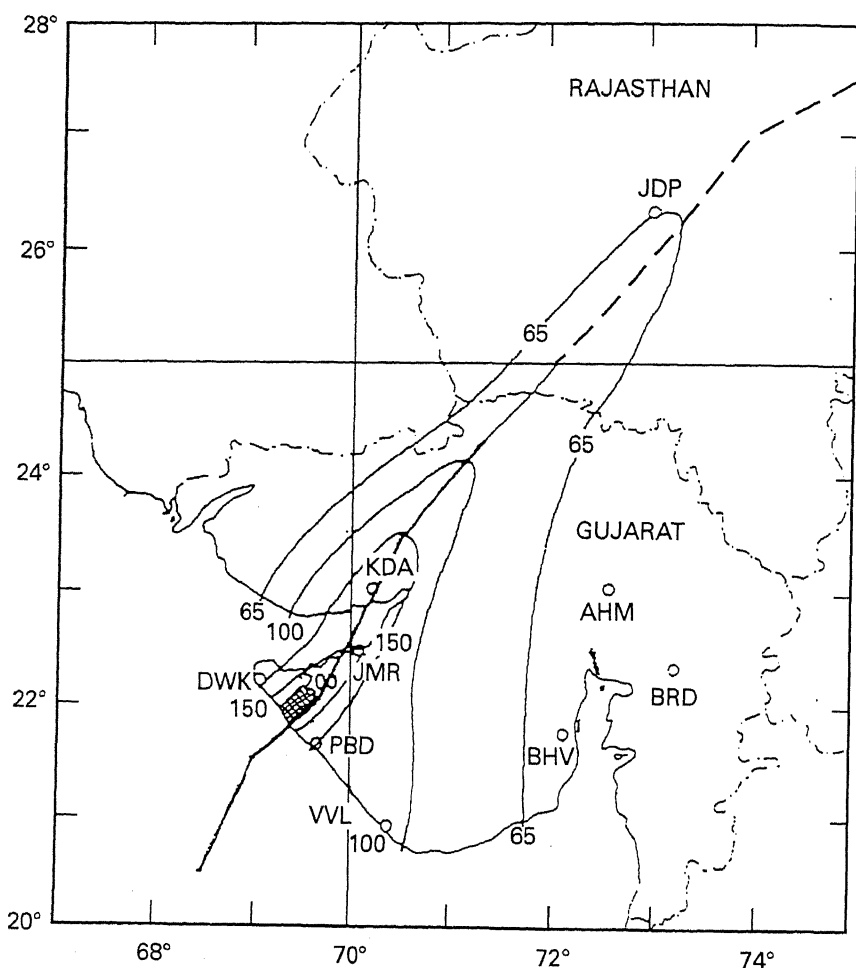 28°
RAJASTHAN
JDP
26°
65
65
24°
GUJARAT
KDA
AHM
65
100
150
DWK
200
JMR
BRD
22°
150
PBD
BHV
VVL
100
65
20°
68°
70°
72°
74°